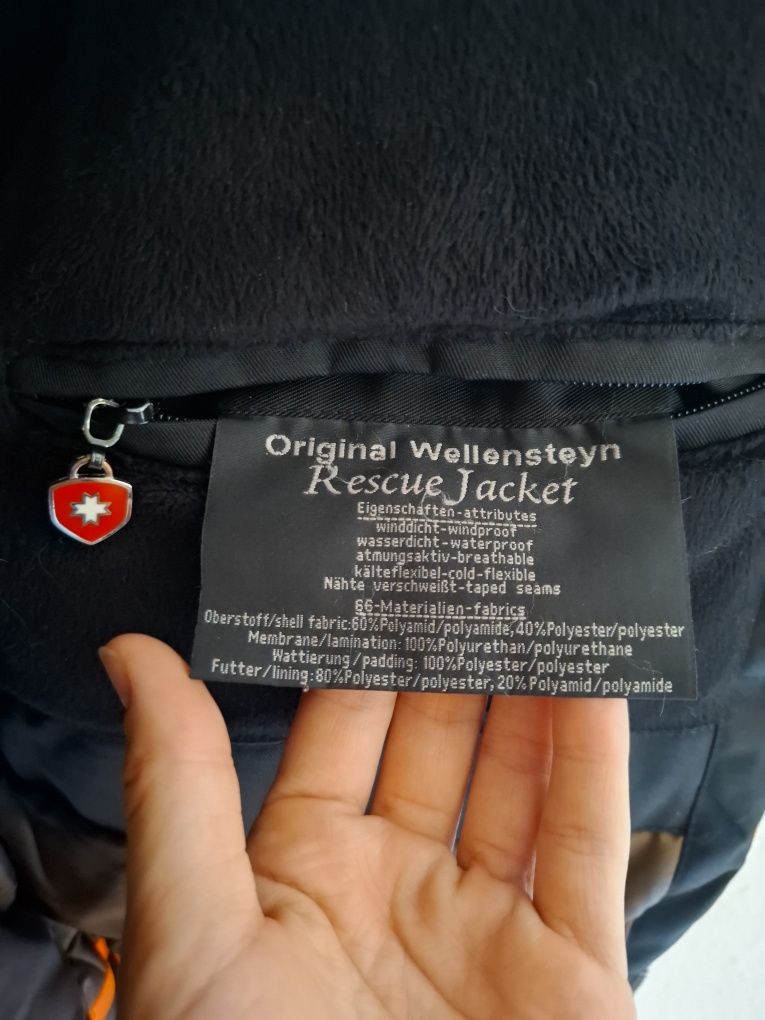 Original Wellensteyn
Rescue Jacket
Eigenschaften-attributes
winddicht-windproof
wasserdicht-waterproof
atmungsaktiv-breathable
kälteflexibel-cold-flexible
Nähte verschweißt-taped seams
66-Materialien-fabrics
Oberstoff/shell fabric:60%Polyamid/polyamide,40%Polyester/polyester
Membrane/lamination:100%Polyurethan/polyurethane
Wattierung/padding:100%Polyester/polyester
Futter/lining:80%Polyester/polyester,20%Polyamid/polyamide